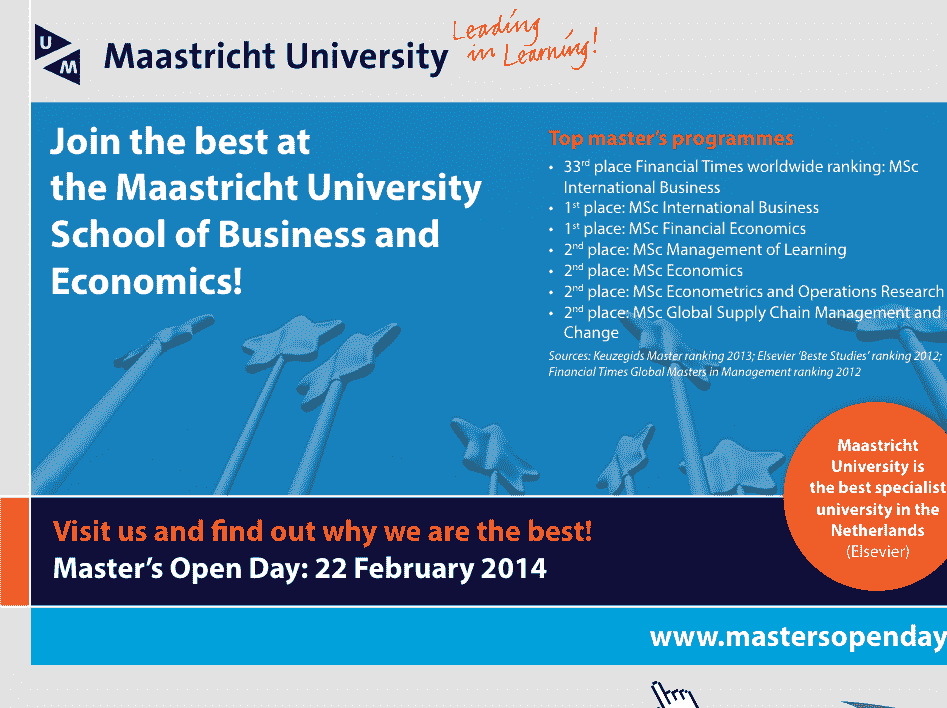 U
M
Maastricht University
Leading
in Learning!
Join the best at
the Maastricht University
School of Business and
Economics!
Top master's programmes
• 33rd place Financial Times worldwide ranking: MSc
International Business
• 1st place: MSc International Business
• 1st place: MSc Financial Economics
• 2nd place: MSc Management of Learning
• 2nd place: MSc Economics
• 2nd place: MSc Econometrics and Operations Research
• 2nd place: MSc Global Supply Chain Management and
Change
Sources: Keuzegids Master ranking 2013; Elsevier 'Beste Studies' ranking 2012;
Financial Times Global Masters in Management ranking 2012
Maastricht
University is
the best specialist
university in the
Netherlands
(Elsevier)
Visit us and find out why we are the best!
Master's Open Day: 22 February 2014
www.mastersopenday